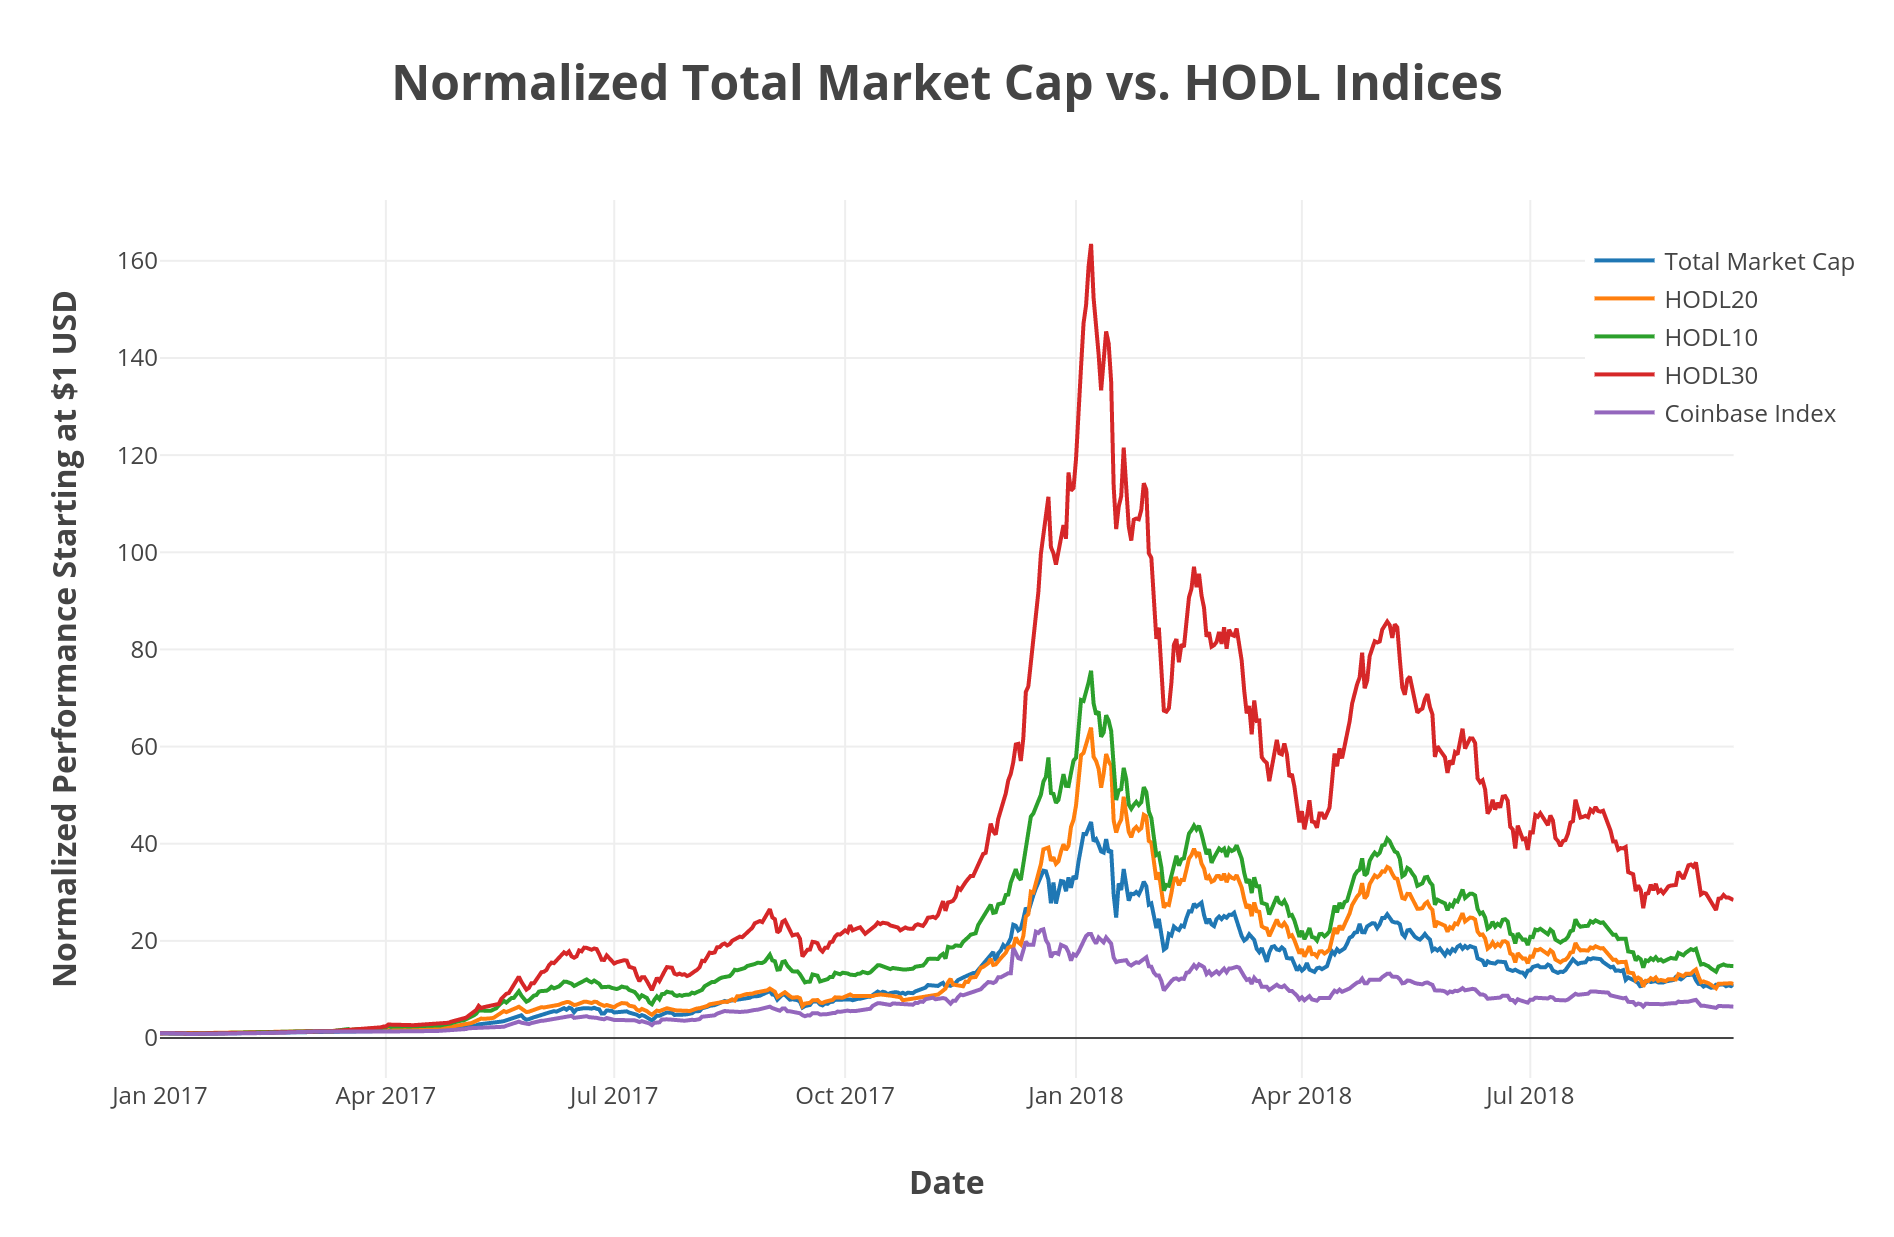 Normalized Total Market Cap vs. HODL Indices
Normalized Performance Starting at $1 USD
160
140
120
100
80
60
40
20
0
Jan 2017
Apr 2017
Jul 2017
Oct 2017
Jan 2018
Apr 2018
Jul 2018
Date
Total Market Cap
HODL20
HODL10
HODL30
Coinbase Index